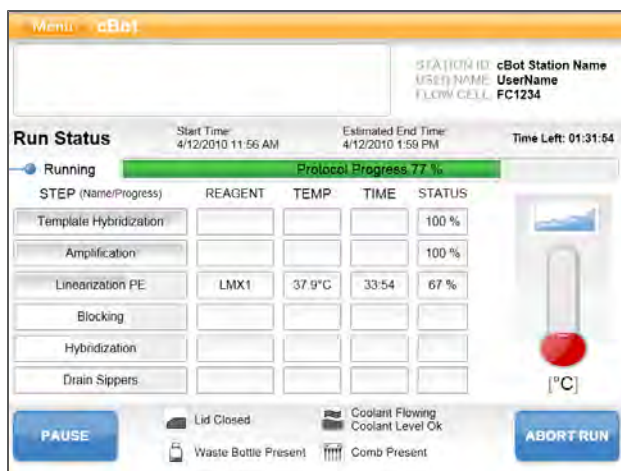 Menu cBot
STATION ID: cBot Station Name
USER NAME: UserName
FLOW CELL: FC1234
Run Status
Start Time: Estimated End Time: Time Left: 01:31:54
4/12/2010 11:56 AM 4/12/2010 1:59 PM
Running Protocol Progress 77 %
STEP (Name/Progress) REAGENT TEMP TIME STATUS
Template Hybridization 100 %
Amplification 100 %
Linearization PE LMX1 37.9°C 33:54 67 %
Blocking
Hybridization
Drain Sippers
[°C]
PAUSE
Lid Closed
Coolant Flowing
Coolant Level Ok
Waste Bottle Present
Comb Present
ABORT RUN